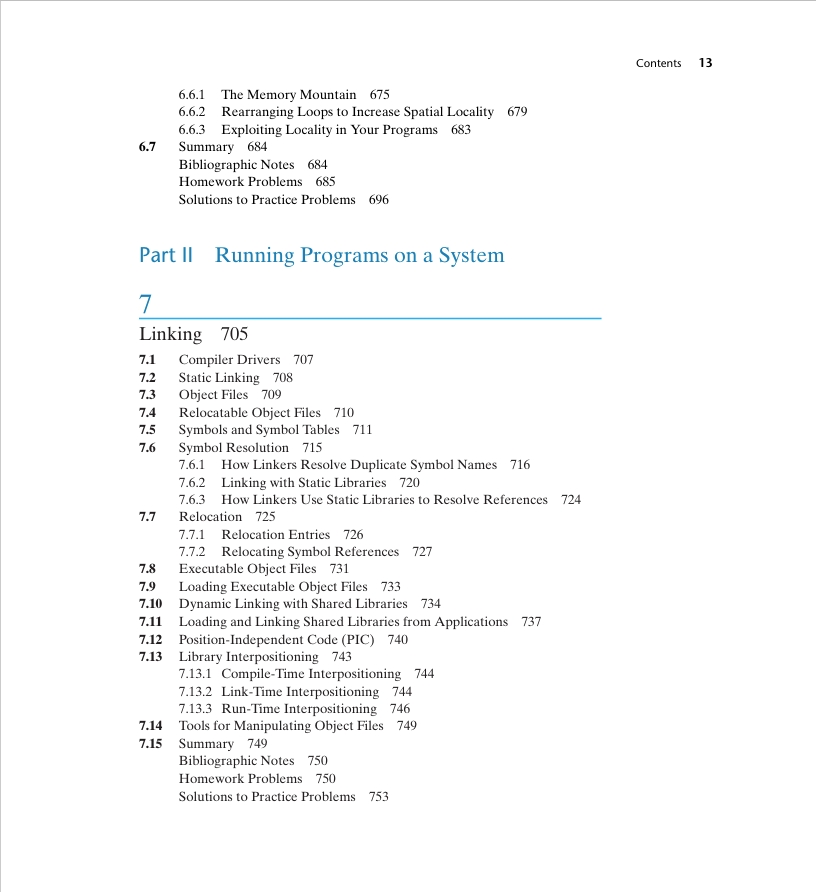 Contents 13
6.6.1 The Memory Mountain 675
6.6.2 Rearranging Loops to Increase Spatial Locality 679
6.6.3 Exploiting Locality in Your Programs 683
6.7 Summary 684
Bibliographic Notes 684
Homework Problems 685
Solutions to Practice Problems 696
Part II Running Programs on a System
7
Linking 705
7.1 Compiler Drivers 707
7.2 Static Linking 708
7.3 Object Files 709
7.4 Relocatable Object Files 710
7.5 Symbols and Symbol Tables 711
7.6 Symbol Resolution 715
7.6.1 How Linkers Resolve Duplicate Symbol Names 716
7.6.2 Linking with Static Libraries 720
7.6.3 How Linkers Use Static Libraries to Resolve References 724
7.7 Relocation 725
7.7.1 Relocation Entries 726
7.7.2 Relocating Symbol References 727
7.8 Executable Object Files 731
7.9 Loading Executable Object Files 733
7.10 Dynamic Linking with Shared Libraries 734
7.11 Loading and Linking Shared Libraries from Applications 737
7.12 Position-Independent Code (PIC) 740
7.13 Library Interpositioning 743
7.13.1 Compile-Time Interpositioning 744
7.13.2 Link-Time Interpositioning 744
7.13.3 Run-Time Interpositioning 746
7.14 Tools for Manipulating Object Files 749
7.15 Summary 749
Bibliographic Notes 750
Homework Problems 750
Solutions to Practice Problems 753